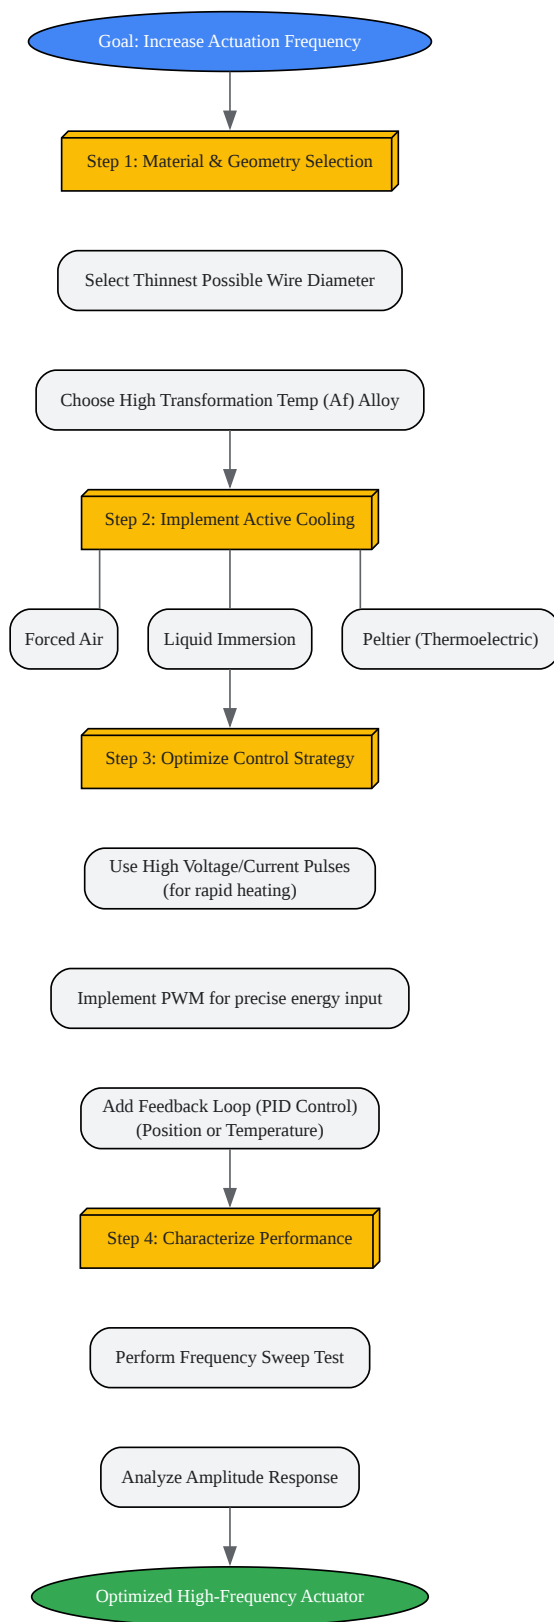 Goal: Increase Actuation Frequency
Step 1: Material & Geometry Selection
Select Thinnest Possible Wire Diameter
Choose High Transformation Temp (Af) Alloy
Step 2: Implement Active Cooling
Forced Air
Liquid Immersion
Peltier (Thermoelectric)
Step 3: Optimize Control Strategy
Use High Voltage/Current Pulses
(for rapid heating)
Implement PWM for precise energy input
Add Feedback Loop (PID Control)
(Position or Temperature)
Step 4: Characterize Performance
Perform Frequency Sweep Test
Analyze Amplitude Response
Optimized High-Frequency Actuator